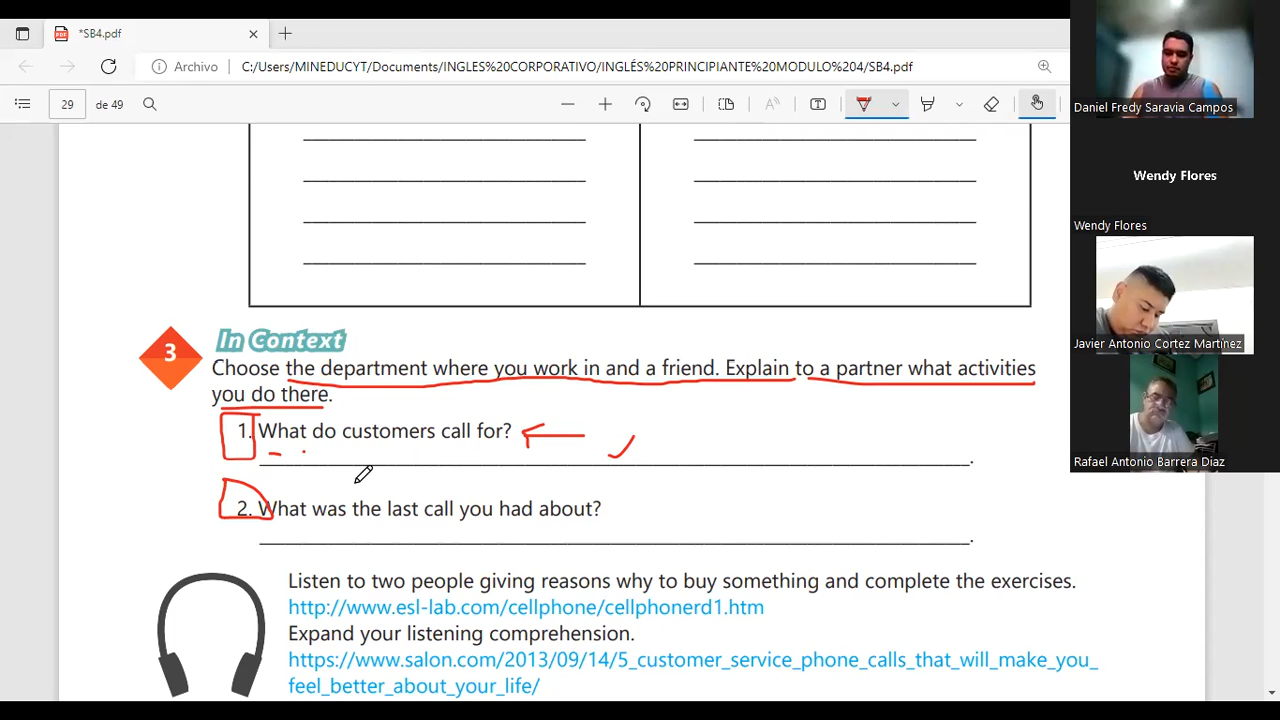 *SB4.pdf
Archivo
C:/Users/MINEDUCYT/Documents/INGLÉS%20CORPORATIVO/INGLÉS%20PRINCIPIANTE%20MODULO%204/SB4.pdf
29 de 49
Daniel Fredy Saravia Campos
Wendy Flores
Wendy Flores
Javier Antonio Cortez Martínez
Rafael Antonio Barrera Diaz
3
In Context
Choose the department where you work in and a friend. Explain to a partner what activities
you do there.
1. What do customers call for?
.
2. What was the last call you had about?
.
Listen to two people giving reasons why to buy something and complete the exercises.
http://www.esl-lab.com/cellphone/cellphonerd1.htm
Expand your listening comprehension.
https://www.salon.com/2013/09/14/5_customer_service_phone_calls_that_will_make_you_
feel_better_about_your_life/